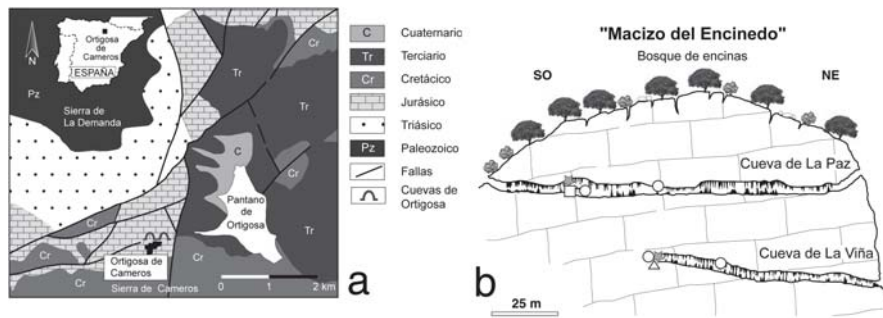 Ortigosa de
Cameros
ESPAÑA
N
Pz
Sierra de
La Demanda
Cr
Tr
Cr
Tr
Cr
C
Pantano
de
Ortigosa
Tr
Cr
Cr
Ortigosa de
Cameros
Cr
Cr
Sierra de Cameros
0 1 2 km
C Cuaternario
Tr Terciario
Cr Cretácico
Jurásico
Triásico
Pz Paleozoico
Fallas
Cuevas de
Ortigosa
a
"Macizo del Encinedo"
Bosque de encinas
SO
NE
Cueva de La Paz
Cueva de La Viña
25 m
b